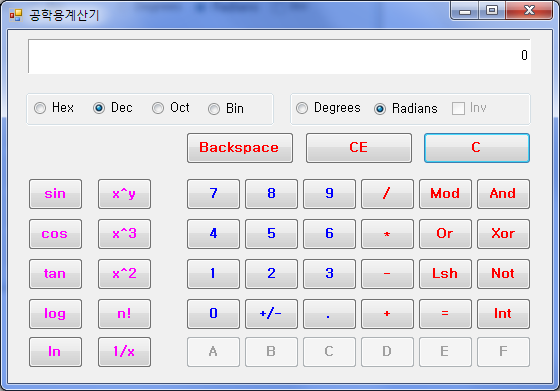 공학용계산기
0
Hex Dec Oct Bin Degrees Radians Inv
Backspace CE C
sin x^y 7 8 9 / Mod And
cos x^3 4 5 6 * Or Xor
tan x^2 1 2 3 - Lsh Not
log n! 0 +/- . + = Int
ln 1/x A B C D E F